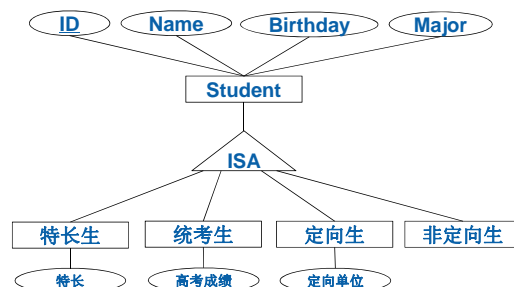 ID Name Birthday Major
Student
ISA
特长生 统考生 定向生 非定向生
特长 高考成绩 定向单位